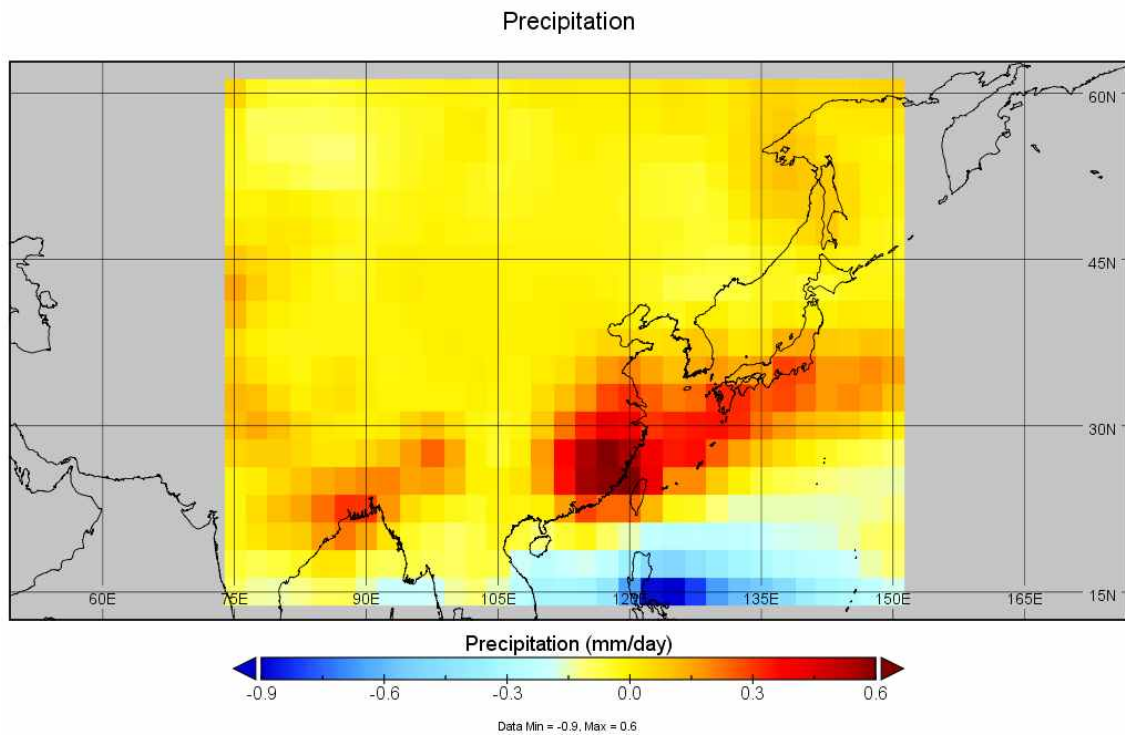 Precipitation
60N
45N
30N
15N
60E
75E
90E
105E
120E
135E
150E
165E
Precipitation (mm/day)
-0.9
-0.6
-0.3
0.0
0.3
0.6
Data Min = -0.9, Max = 0.6